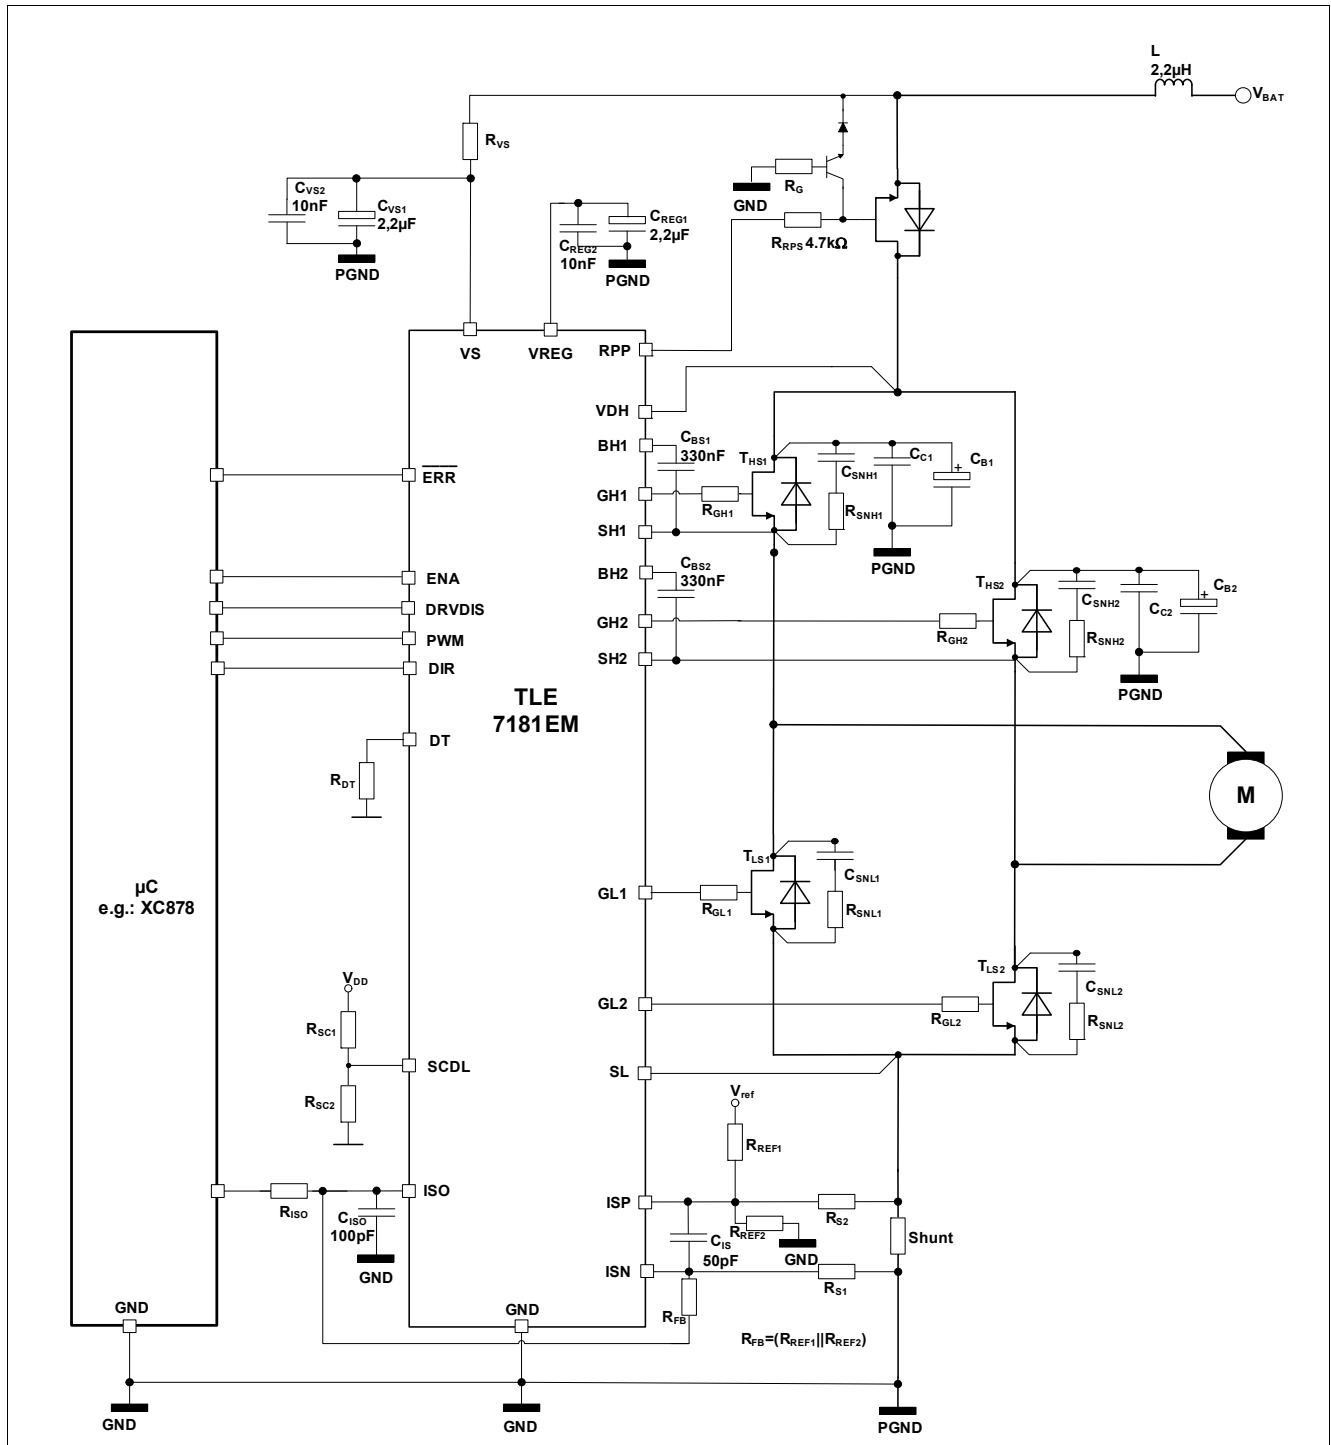 L
2,2µH
VBAT
RVS
CVS2
10nF
CVS1
2,2µF
PGND
CREG1
2,2µF
CREG2
10nF
PGND
GND
RG
RRPS 4.7kΩ
VS
VREG
RPP
VDH
BH1
GH1
SH1
BH2
GH2
SH2
CBS1
330nF
CBS2
330nF
THS1
RGH1
CSNH1
RSNH1
CC1
CB1
+
PGND
THS2
RGH2
CSNH2
RSNH2
CC2
CB2
+
PGND
ERR
ENA
DRVDIS
PWM
DIR
TLE
7181EM
DT
RDT
M
µC
e.g.: XC878
GL1
TLS1
RGL1
CSNL1
RSNL1
GL2
TLS2
RGL2
CSNL2
RSNL2
VDD
RSC1
SCDL
RSC2
SL
Vref
RREF1
ISO
RISO
CISO
100pF
GND
ISP
RS2
RREF2
GND
CIS
50pF
Shunt
ISN
RS1
RFB
RFB=(RREF1||RREF2)
GND
GND
GND
GND
PGND